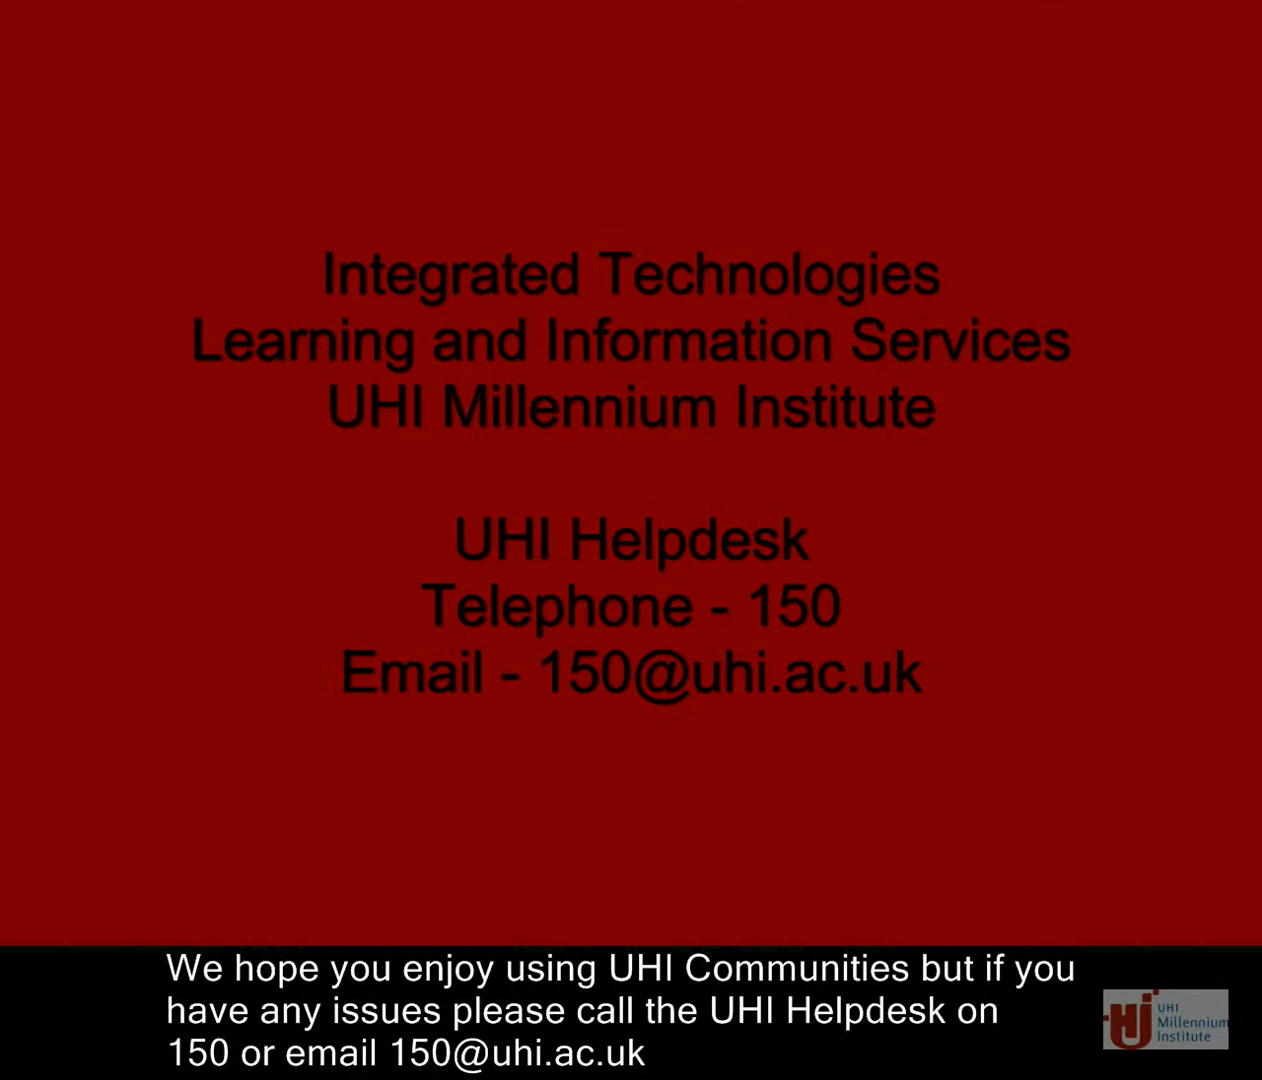 Integrated Technologies
Learning and Information Services
UHI Millennium Institute
UHI Helpdesk
Telephone - 150
Email - 150@uhi.ac.uk
We hope you enjoy using UHI Communities but if you
have any issues please call the UHI Helpdesk on
150 or email 150@uhi.ac.uk
UHI
Millennium
Institute